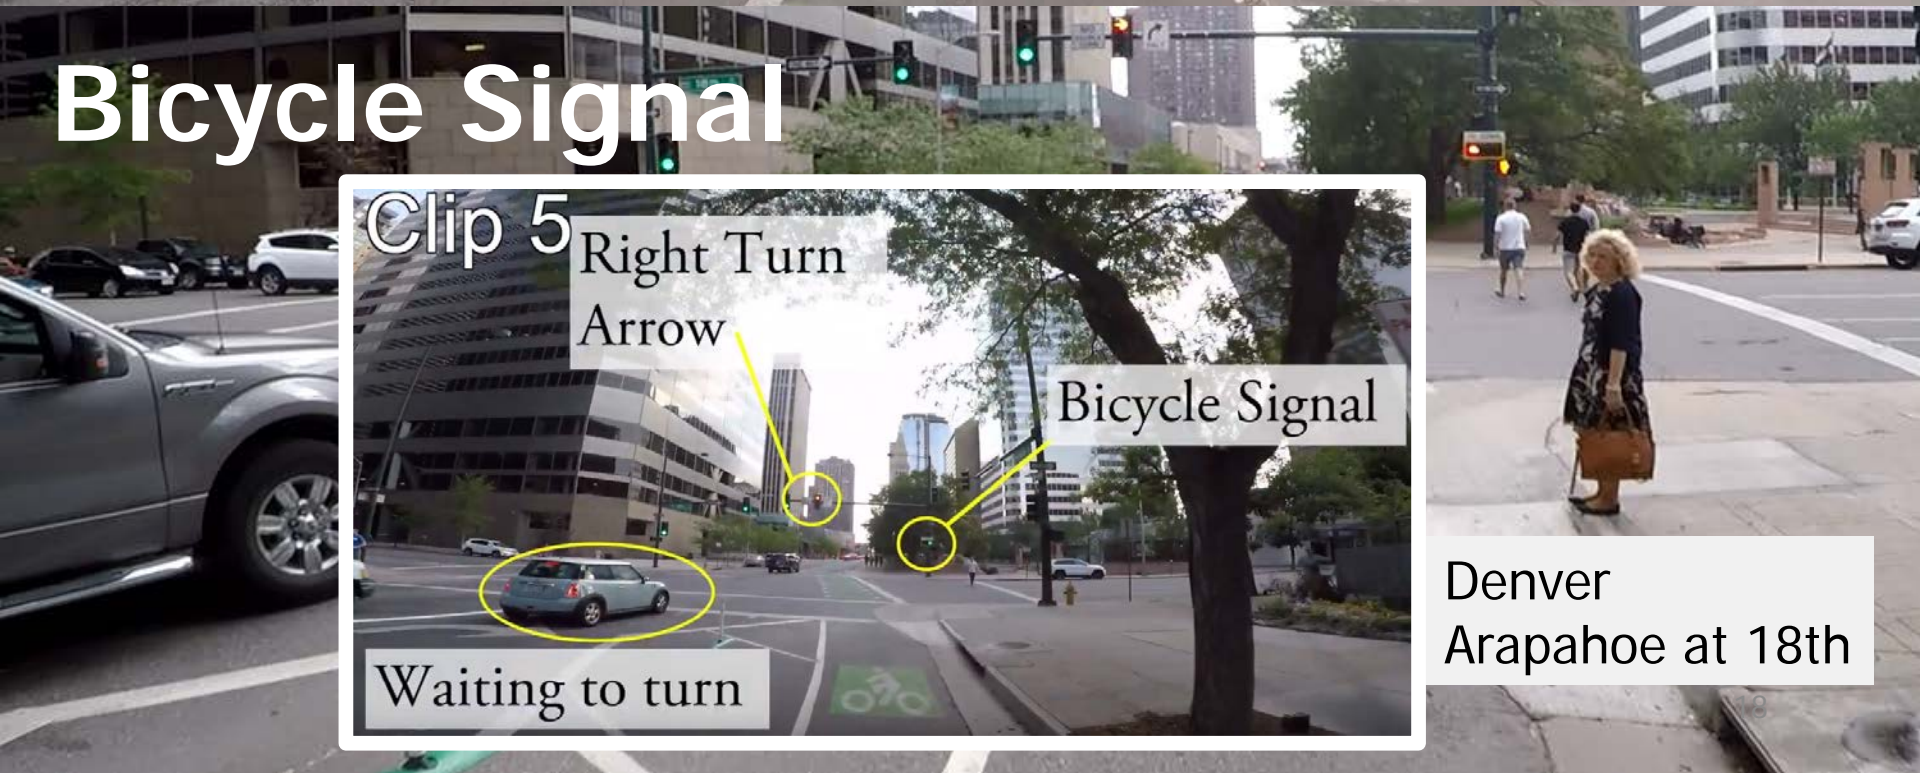 Bicycle Signal
Clip 5
Right Turn
Arrow
Bicycle Signal
Waiting to turn
Denver
Arapahoe at 18th